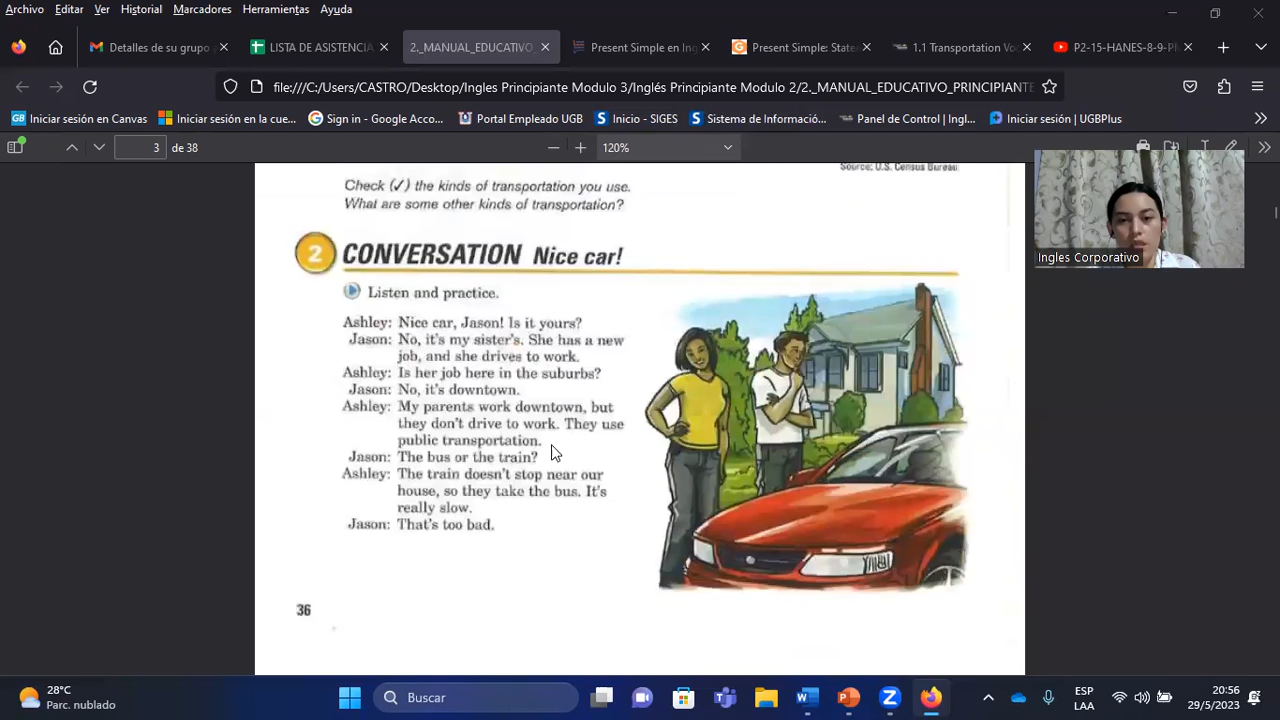 Archivo Editar Ver Historial Marcadores Herramientas Ayuda
Detalles de su grupo
LISTA DE ASISTENCIA
2._MANUAL_EDUCATIVO_
Present Simple en Ing
Present Simple: State
1.1 Transportation Vo
P2-15-HANES-8-9-P
file:///C:/Users/CASTRO/Desktop/Ingles Principiante Modulo 3/Inglés Principiante Modulo 2/2._MANUAL_EDUCATIVO_PRINCIPIANTE
Iniciar sesión en Canvas
Iniciar sesión en la cue...
Sign in - Google Acco...
Portal Empleado UGB
Inicio - SIGES
Sistema de Informació...
Panel de Control | Ingl...
Iniciar sesión | UGBPlus
3 de 38
120%
Source: U.S. Census Bureau
Check (✓) the kinds of transportation you use.
What are some other kinds of transportation?
2 CONVERSATION Nice car!
Listen and practice.
Ashley: Nice car, Jason! Is it yours?
Jason: No, it's my sister's. She has a new
job, and she drives to work.
Ashley: Is her job here in the suburbs?
Jason: No, it's downtown.
Ashley: My parents work downtown, but
they don't drive to work. They use
public transportation.
Jason: The bus or the train?
Ashley: The train doesn't stop near our
house, so they take the bus. It's
really slow.
Jason: That's too bad.
36
Ingles Corporativo
28°C
Parc. nublado
Buscar
ESP
LAA
20:56
29/5/2023